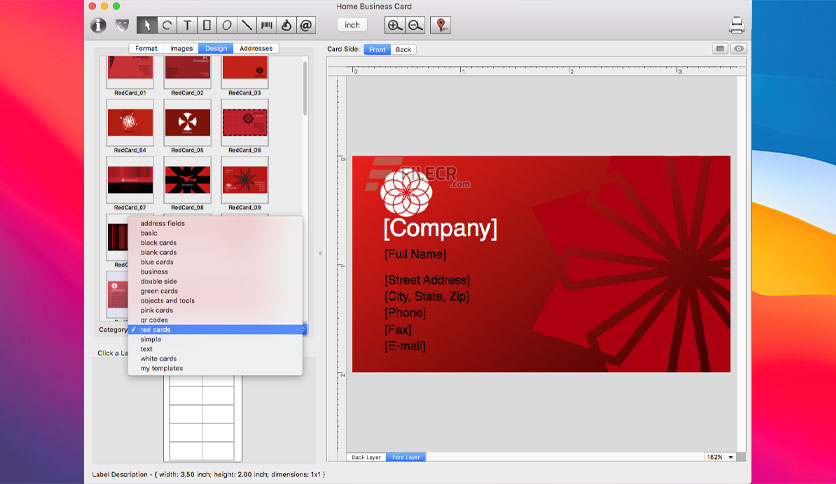 Home Business Card
inch
Format Images Design Addresses
Card Side: Front Back
RedCard_01 RedCard_02 RedCard_03
RedCard_04 RedCard_05 RedCard_06
RedCard_07 RedCard_08 RedCard_09
address fields
basic
black cards
blank cards
blue cards
business
double side
green cards
objects and tools
pink cards
qr codes
Category ✓ red cards
simple
text
white cards
my templates
Click a La
0 1 2 3
0
1
2
FILECR
.com
[Company]
[Full Name]
[Street Address]
[City, State, Zip]
[Phone]
[Fax]
[E-mail]
Back Layer Fore Layer
182%
Label Description - { width: 3.50 inch; height: 2.00 inch; dimensions: 1x1 }